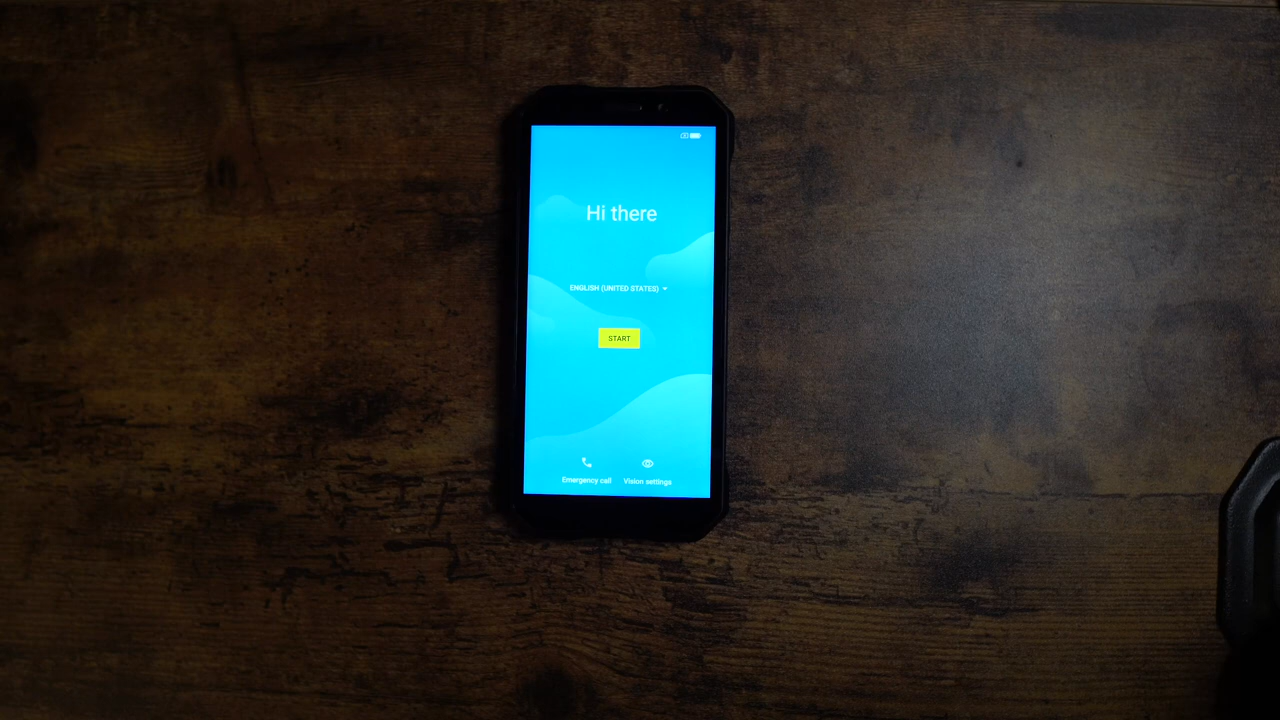 Hi there
ENGLISH (UNITED STATES)
START
Emergency call
Vision settings